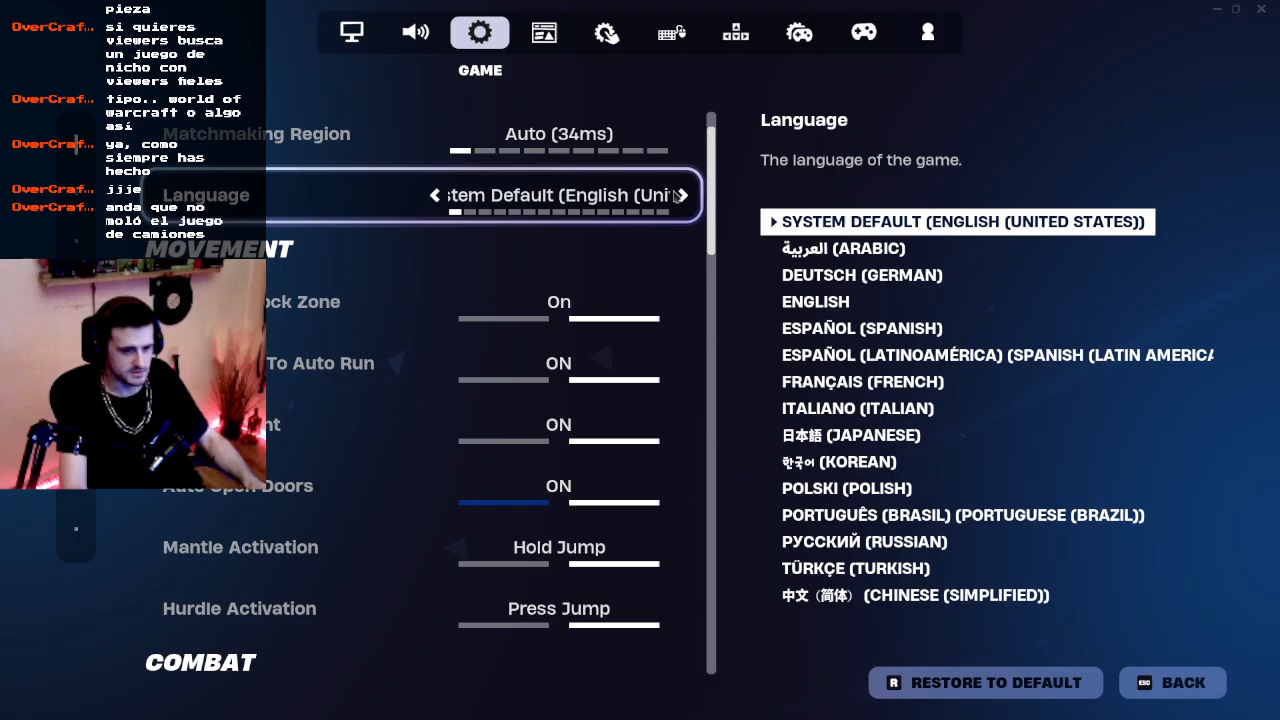 pieza
OverCraf… si quieres
viewers busca
un juego de
nicho con
viewers fieles
OverCraf… tipo.. world of
warcraft o algo
así
OverCraf… ya, como
siempre has
hecho
OverCraf… jjje
OverCraf… anda que no
moló el juego
de camiones
GAME
Matchmaking Region Auto (34ms)
Language stem Default (English (Uni
MOVEMENT
ock Zone On
To Auto Run ON
nt ON
Auto Open Doors ON
Mantle Activation Hold Jump
Hurdle Activation Press Jump
COMBAT
Language
The language of the game.
SYSTEM DEFAULT (ENGLISH (UNITED STATES))
العربية (ARABIC)
DEUTSCH (GERMAN)
ENGLISH
ESPAÑOL (SPANISH)
ESPAÑOL (LATINOAMÉRICA) (SPANISH (LATIN AMERICA
FRANÇAIS (FRENCH)
ITALIANO (ITALIAN)
日本語 (JAPANESE)
한국어 (KOREAN)
POLSKI (POLISH)
PORTUGUÊS (BRASIL) (PORTUGUESE (BRAZIL))
РУССКИЙ (RUSSIAN)
TÜRKÇE (TURKISH)
中文（简体） (CHINESE (SIMPLIFIED))
R RESTORE TO DEFAULT
ESC BACK